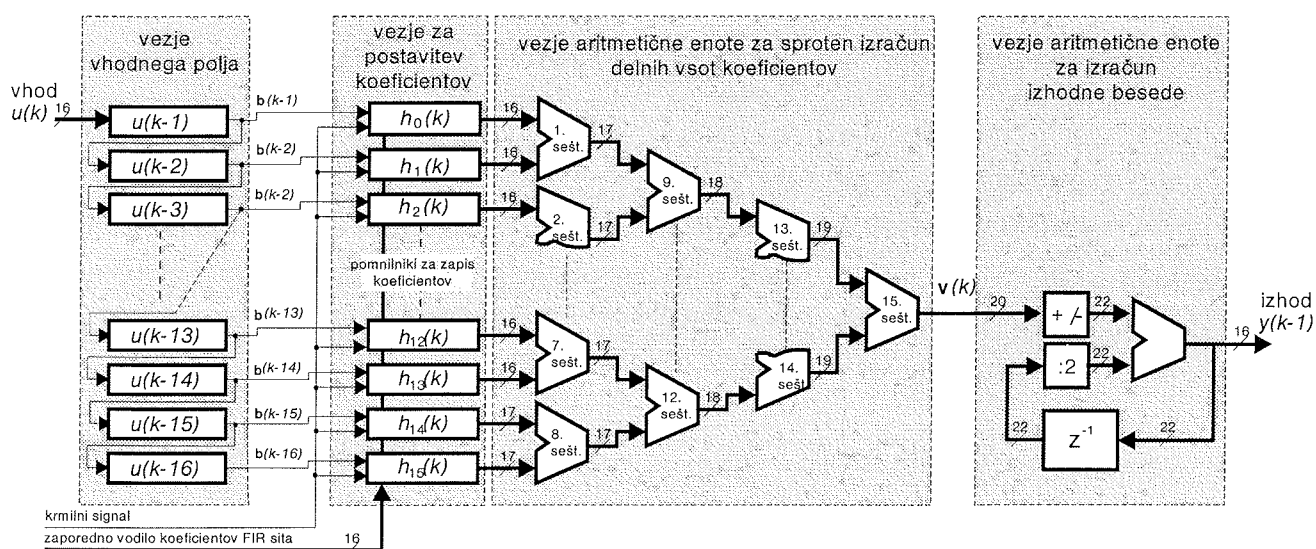 vezje
vhodnega polja
vezje za
postavitev
koeficientov
vezje aritmetične enote za sproten izračun
delnih vsot koeficientov
vezje aritmetične enote
za izračun
izhodne besede
vhod
u(k)
16
u(k-1)
u(k-2)
u(k-3)
u(k-13)
u(k-14)
u(k-15)
u(k-16)
b(k-1)
b(k-2)
b(k-2)
b(k-13)
b(k-14)
b(k-15)
b(k-16)
h0(k)
h1(k)
h2(k)
pomnilniki za zapis
koeficientov
h12(k)
h13(k)
h14(k)
h15(k)
16
16
16
16
16
17
17
1.
sešt.
2.
sešt.
7.
sešt.
8.
sešt.
17
17
17
17
9.
sešt.
12.
sešt.
18
18
13.
sešt.
14.
sešt.
19
19
15.
sešt.
v(k)
20
+ /-
22
:2
22
z-1
22
22
16
izhod
y(k-1)
krmilni signal
zaporedno vodilo koeficientov FIR sita
16